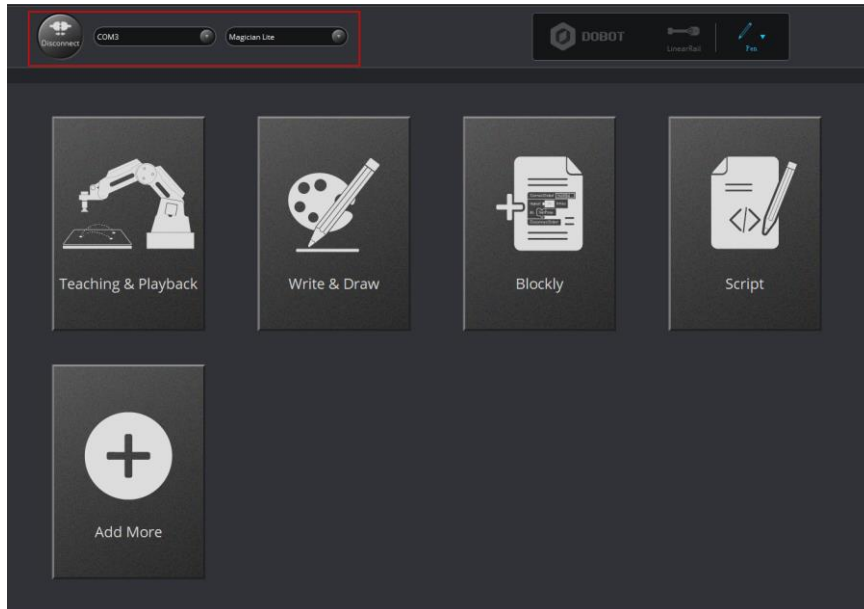 Disconnect
COM3
Magician Lite
DOBOT
LinearRail
Pen
Teaching & Playback
Write & Draw
Blockly
Script
</>
Add More